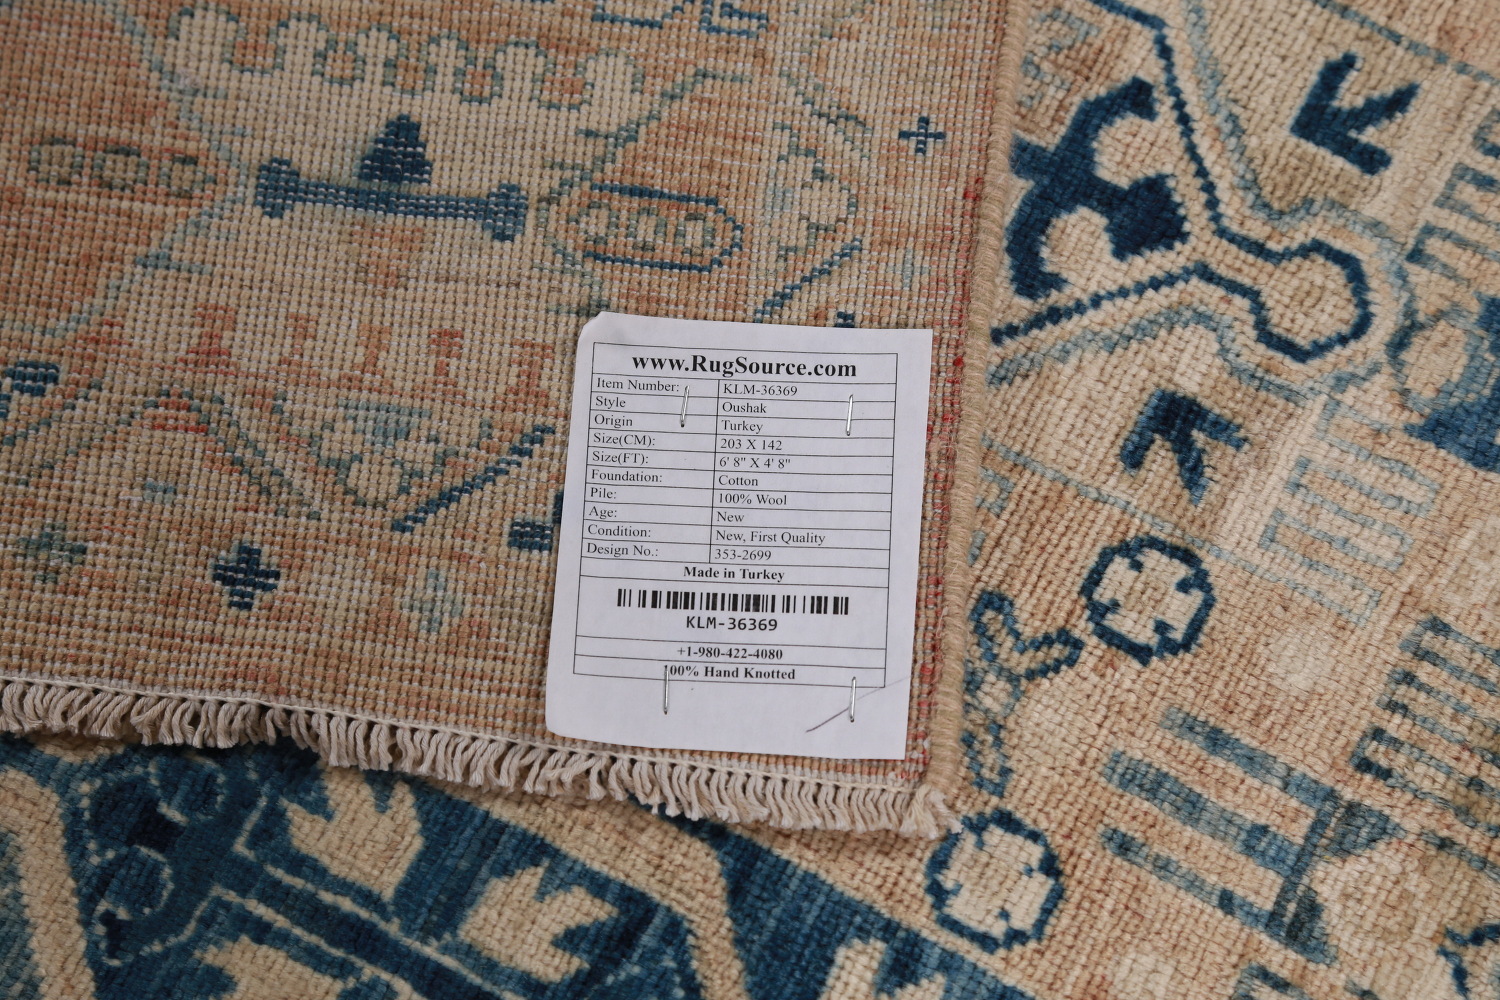 www.RugSource.com
Item Number: KLM-36369
Style Oushak
Origin Turkey
Size(CM): 203 X 142
Size(FT): 6' 8" X 4' 8"
Foundation: Cotton
Pile: 100% Wool
Age: New
Condition: New, First Quality
Design No.: 353-2699
Made in Turkey
KLM-36369
+1-980-422-4080
100% Hand Knotted